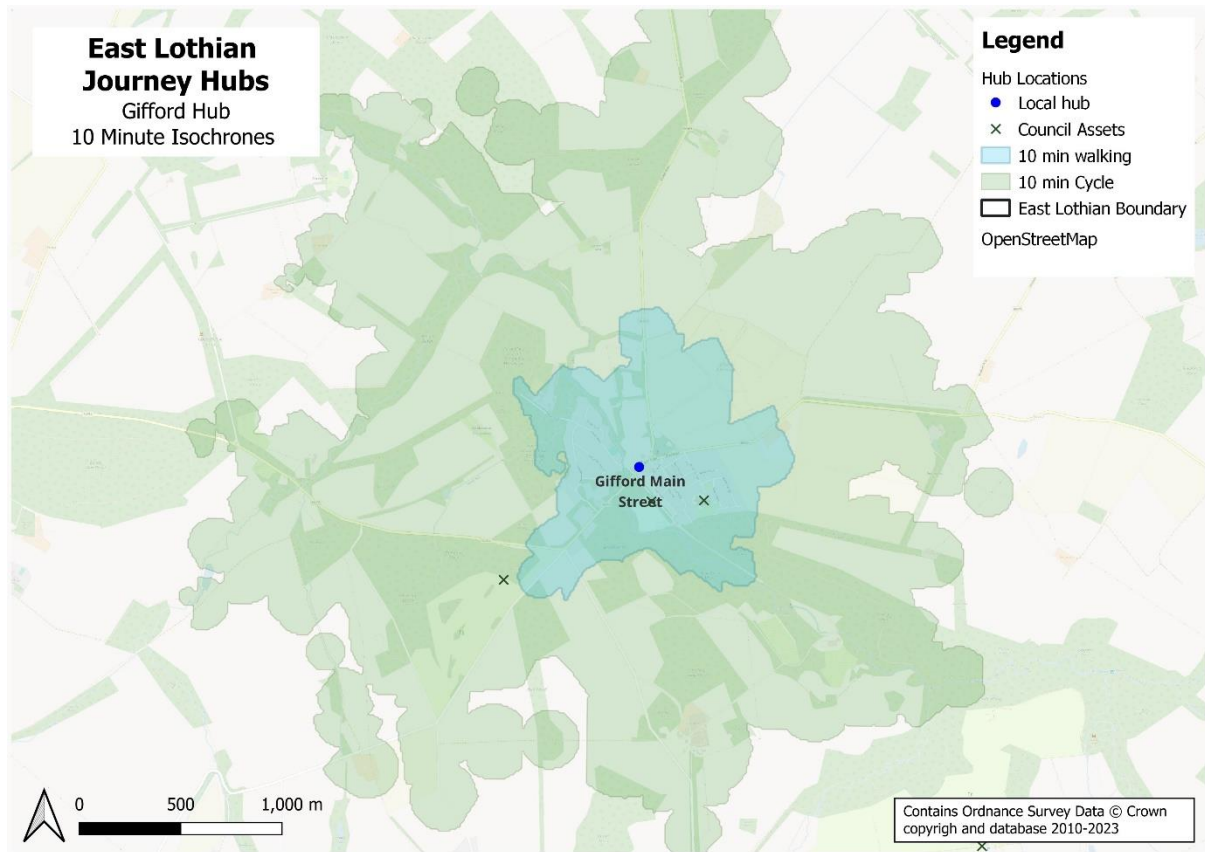 East Lothian
Journey Hubs
Gifford Hub
10 Minute Isochrones
Legend
Hub Locations
Local hub
Council Assets
10 min walking
10 min Cycle
East Lothian Boundary
OpenStreetMap
Gifford Main
Street
0 500 1,000 m
Contains Ordnance Survey Data © Crown
copyrigh and database 2010-2023